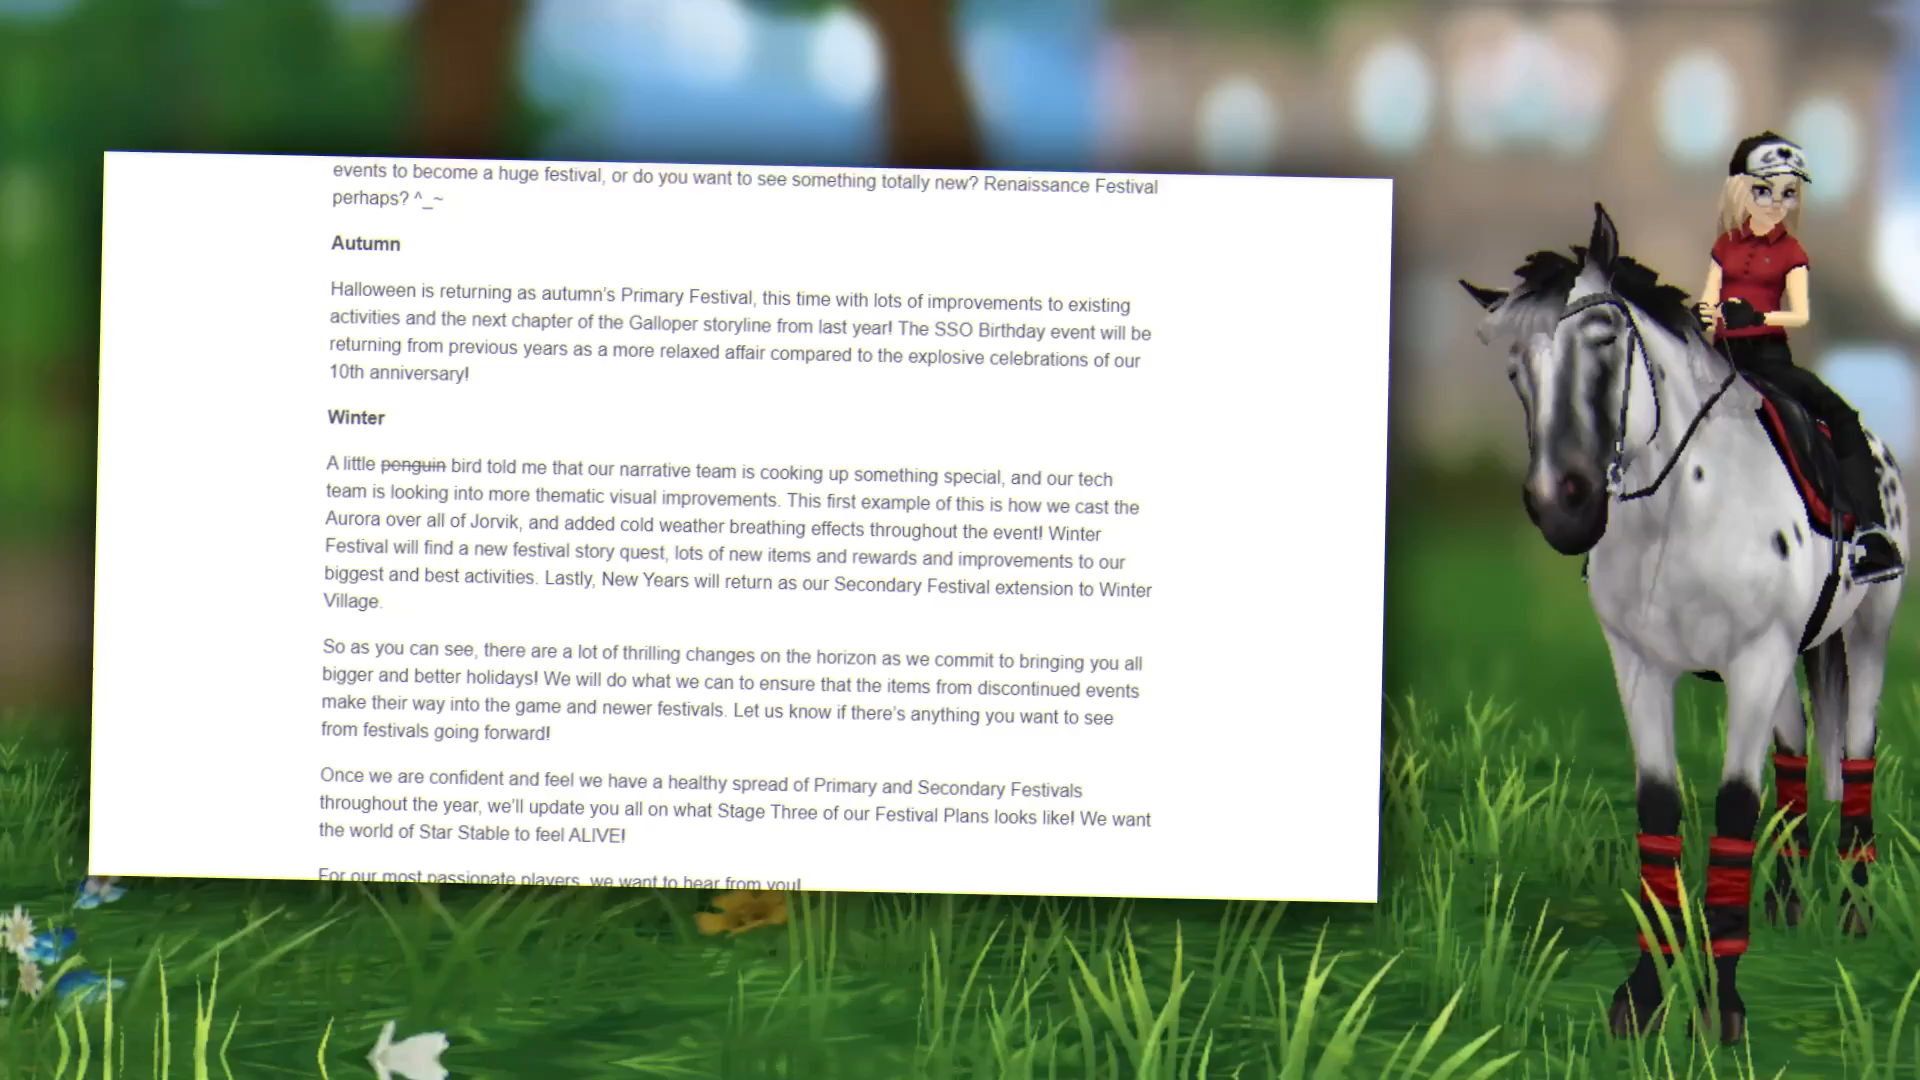 events to become a huge festival, or do you want to see something totally new? Renaissance Festival
perhaps? ^_~
Autumn
Halloween is returning as autumn's Primary Festival, this time with lots of improvements to existing
activities and the next chapter of the Galloper storyline from last year! The SSO Birthday event will be
returning from previous years as a more relaxed affair compared to the explosive celebrations of our
10th anniversary!
Winter
A little penguin bird told me that our narrative team is cooking up something special, and our tech
team is looking into more thematic visual improvements. This first example of this is how we cast the
Aurora over all of Jorvik, and added cold weather breathing effects throughout the event! Winter
Festival will find a new festival story quest, lots of new items and rewards and improvements to our
biggest and best activities. Lastly, New Years will return as our Secondary Festival extension to Winter
Village.
So as you can see, there are a lot of thrilling changes on the horizon as we commit to bringing you all
bigger and better holidays! We will do what we can to ensure that the items from discontinued events
make their way into the game and newer festivals. Let us know if there's anything you want to see
from festivals going forward!
Once we are confident and feel we have a healthy spread of Primary and Secondary Festivals
throughout the year, we'll update you all on what Stage Three of our Festival Plans looks like! We want
the world of Star Stable to feel ALIVE!
For our most passionate players, we want to hear from you!